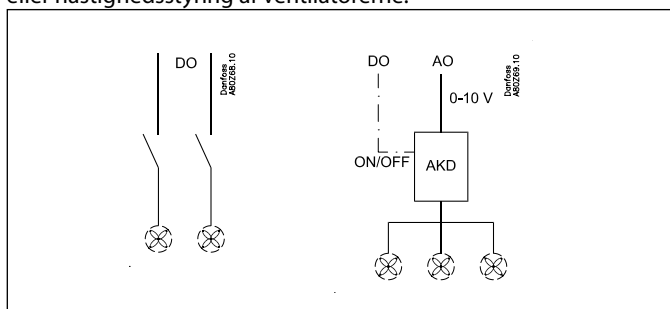 eller hastighedsstyring af ventilatorerne.
DO
Danfoss
A80Z68.10
DO
AO
Danfoss
A80Z69.10
0-10 V
ON/OFF
AKD